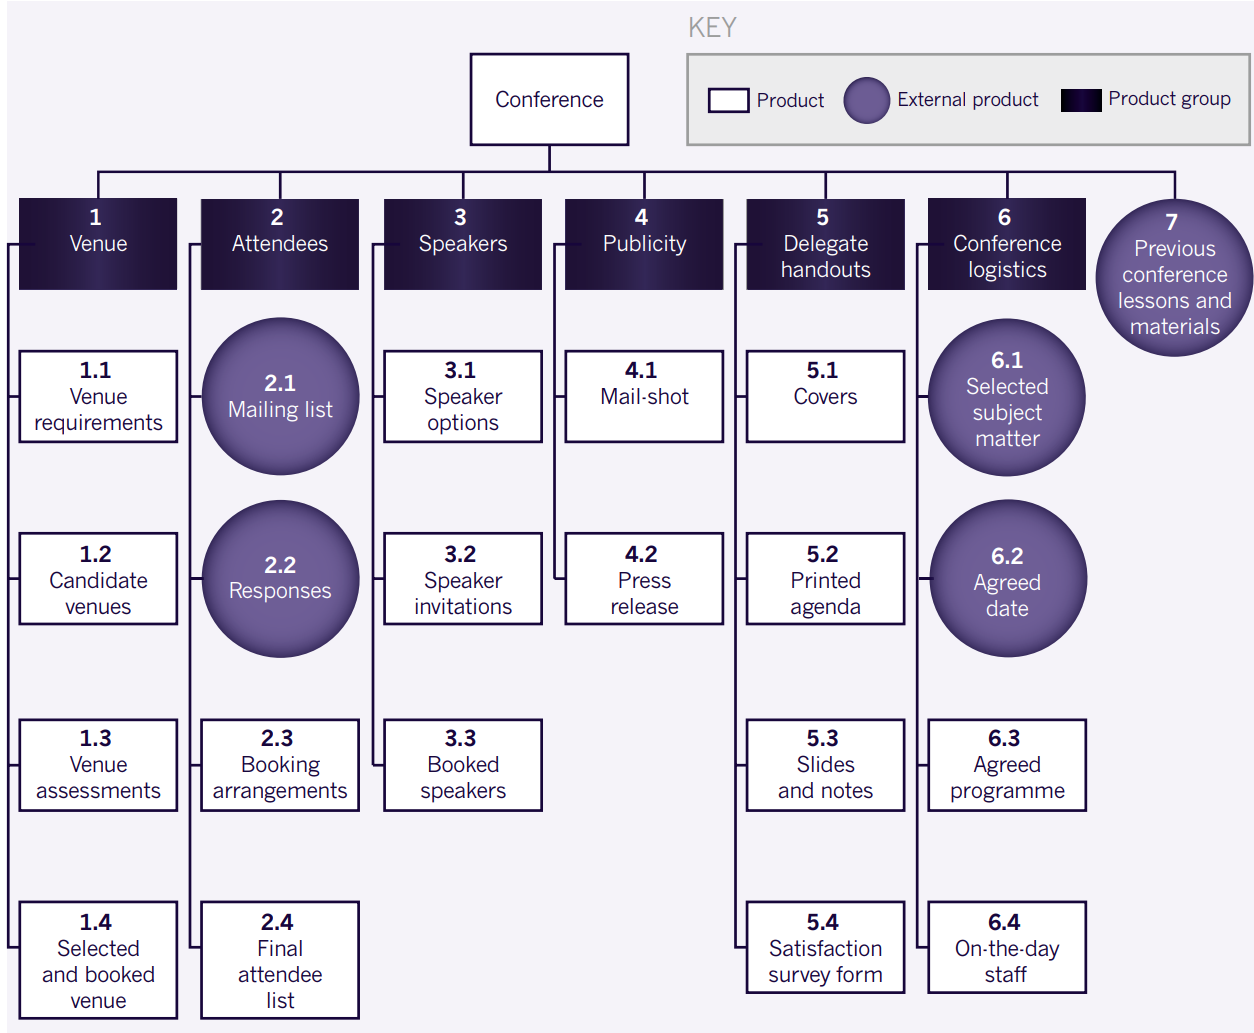 KEY
Product
External product
Product group
Conference
1
Venue
2
Attendees
3
Speakers
4
Publicity
5
Delegate
handouts
6
Conference
logistics
7
Previous
conference
lessons and
materials
1.1
Venue
requirements
2.1
Mailing list
3.1
Speaker
options
4.1
Mail-shot
5.1
Covers
6.1
Selected
subject
matter
1.2
Candidate
venues
2.2
Responses
3.2
Speaker
invitations
4.2
Press
release
5.2
Printed
agenda
6.2
Agreed
date
1.3
Venue
assessments
2.3
Booking
arrangements
3.3
Booked
speakers
5.3
Slides
and notes
6.3
Agreed
programme
1.4
Selected
and booked
venue
2.4
Final
attendee
list
5.4
Satisfaction
survey form
6.4
On-the-day
staff